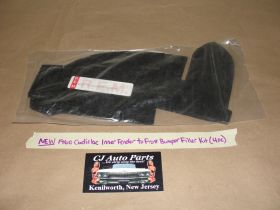 NEW 1960 Cadillac Inner Fender to Front Bumper Filler Kit (4pc)
CJ Auto Parts
Kenilworth, New Jersey